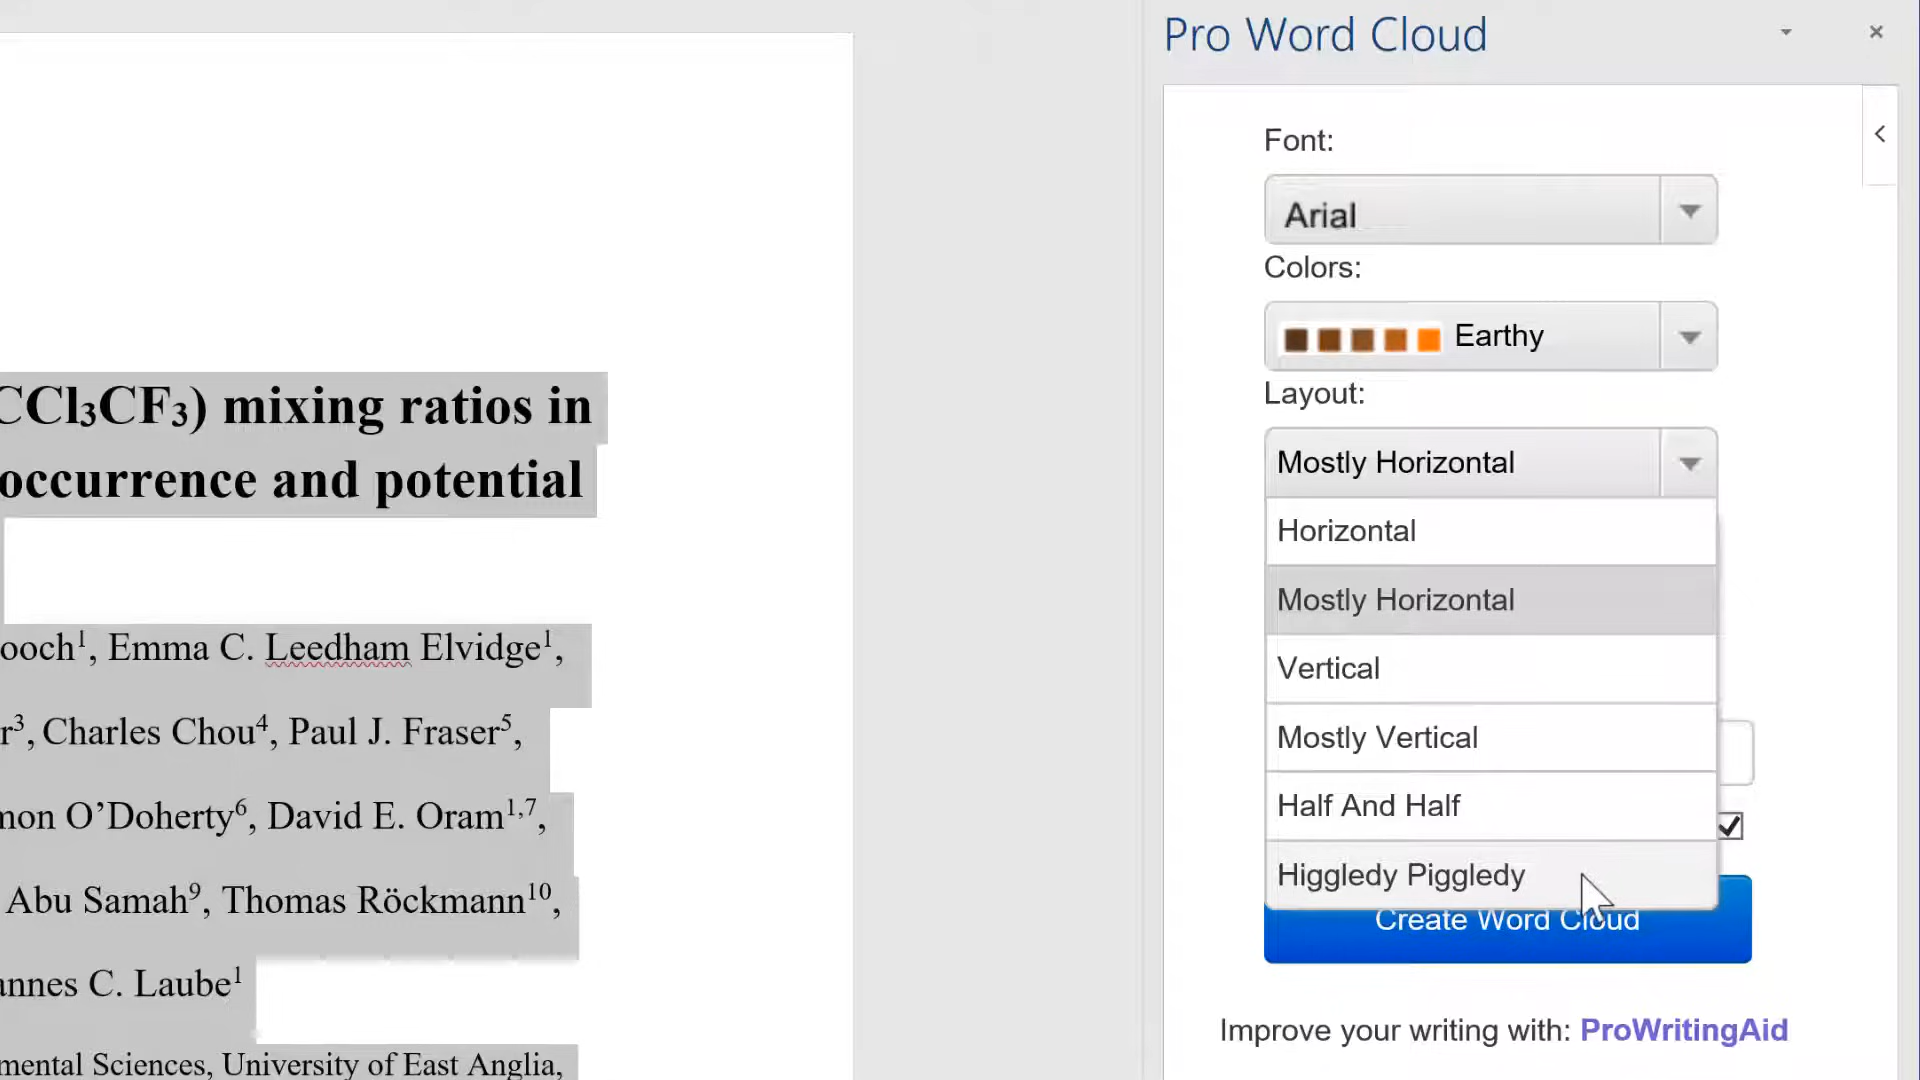 Pro Word Cloud
Font:
Arial
Colors:
Earthy
Layout:
Mostly Horizontal
Horizontal
Mostly Horizontal
Vertical
Mostly Vertical
Half And Half
Higgledy Piggledy
Create Word Cloud
Improve your writing with: ProWritingAid
CCl₃CF₃) mixing ratios in
occurrence and potential
ooch¹, Emma C. Leedham Elvidge¹,
r³, Charles Chou⁴, Paul J. Fraser⁵,
mon O’Doherty⁶, David E. Oram¹,⁷,
Abu Samah⁹, Thomas Röckmann¹⁰,
annes C. Laube¹
mental Sciences, University of East Anglia,